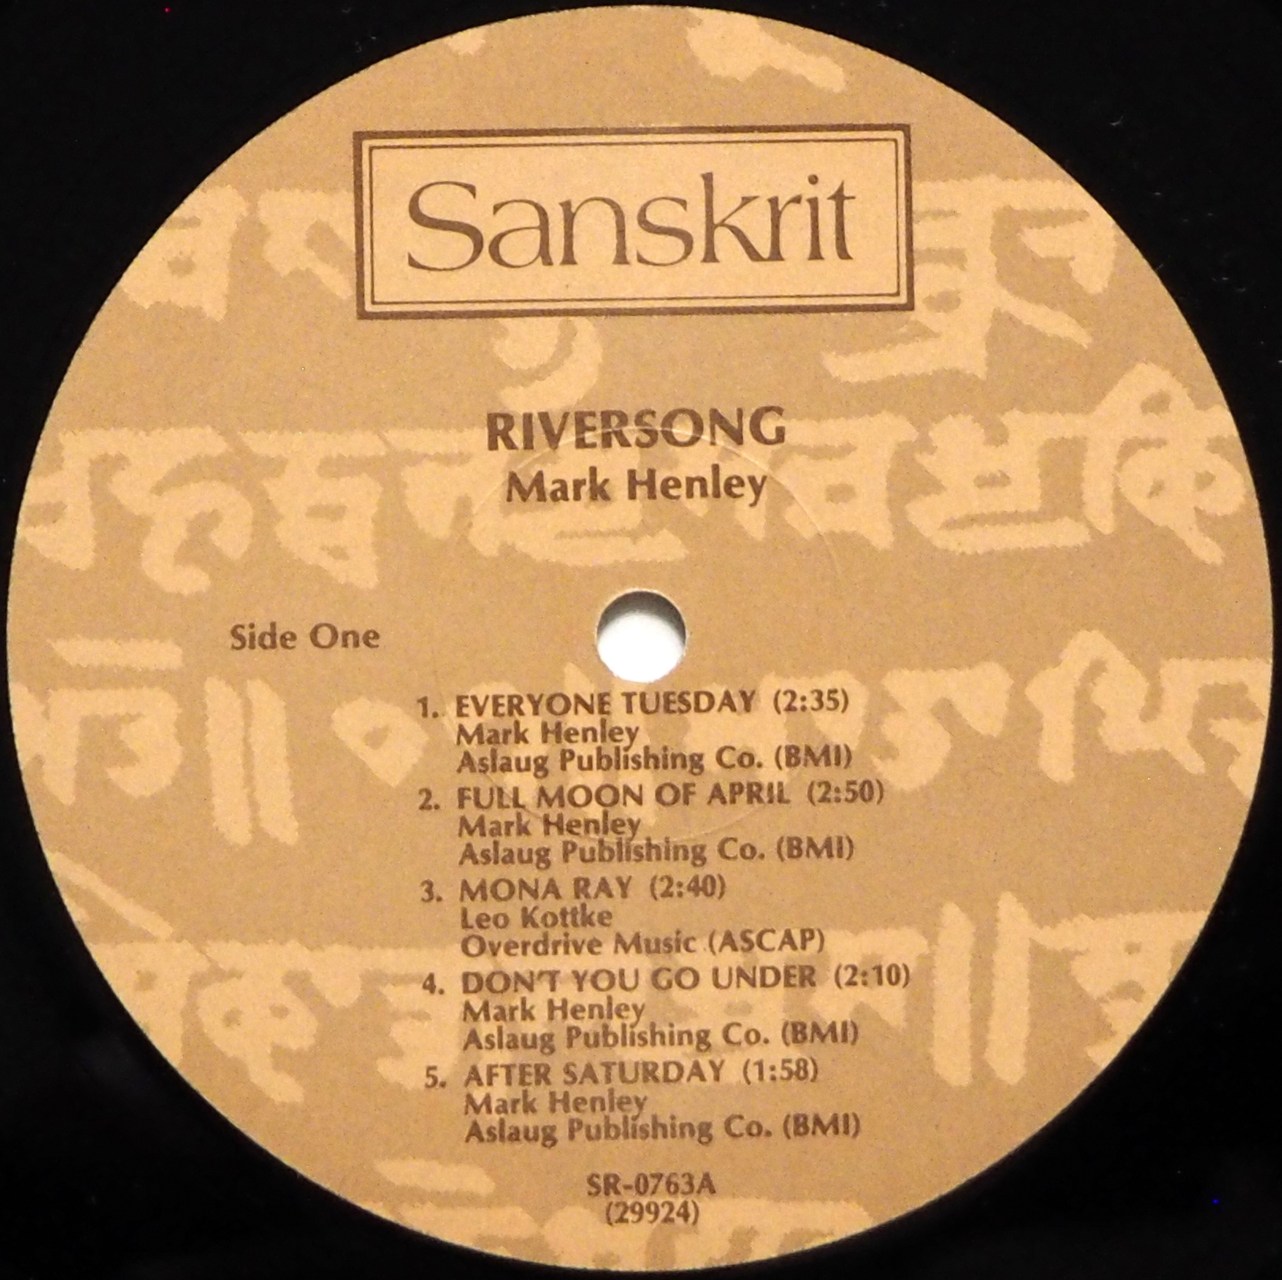 Sanskrit
RIVERSONG
Mark Henley
Side One
1. EVERYONE TUESDAY (2:35)
Mark Henley
Aslaug Publishing Co. (BMI)
2. FULL MOON OF APRIL (2:50)
Mark Henley
Aslaug Publishing Co. (BMI)
3. MONA RAY (2:40)
Leo Kottke
Overdrive Music (ASCAP)
4. DON'T YOU GO UNDER (2:10)
Mark Henley
Aslaug Publishing Co. (BMI)
5. AFTER SATURDAY (1:58)
Mark Henley
Aslaug Publishing Co. (BMI)
SR-0763A
(29924)